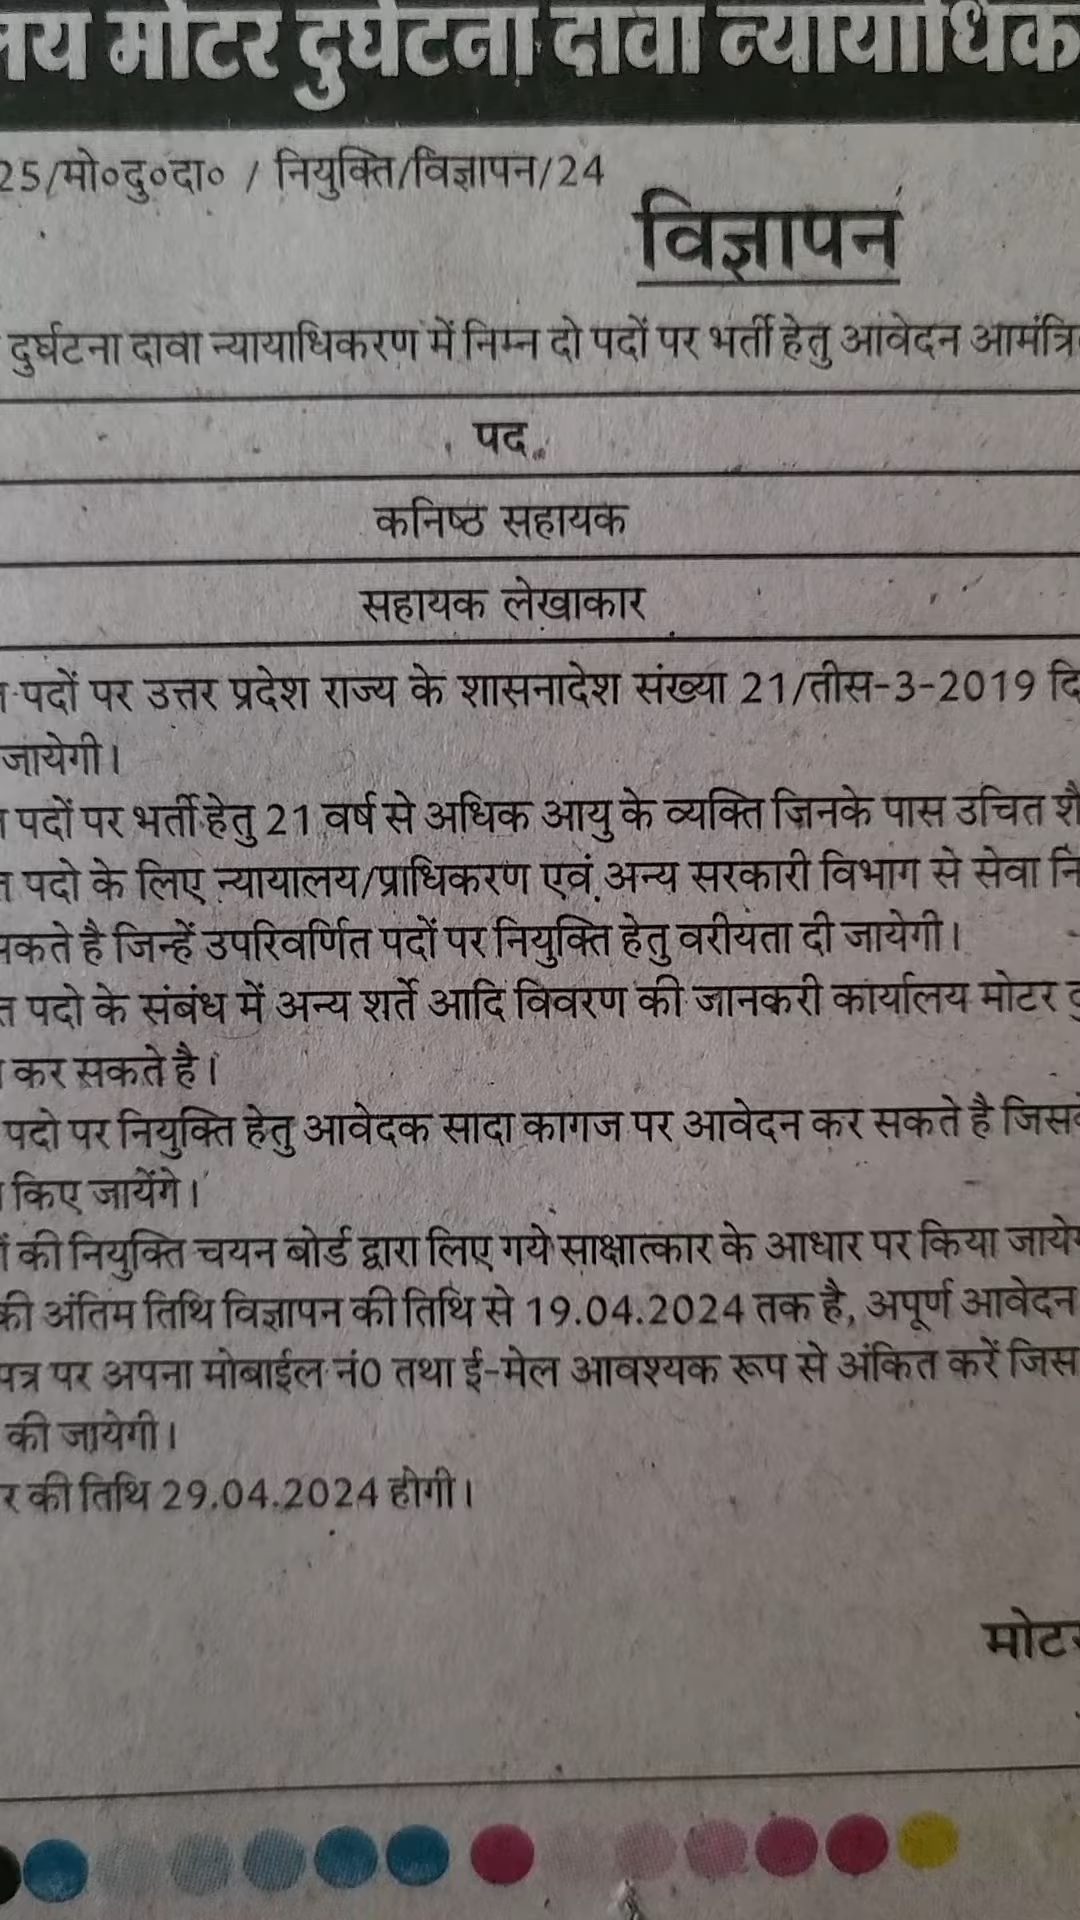 मोटर दुर्घटना दावा न्यायाधिक
25/मो०दु०दा० / नियुक्ति/विज्ञापन/24
विज्ञापन
दुर्घटना दावा न्यायाधिकरण में निम्न दो पदों पर भर्ती हेतु आवेदन आमंत्रि
पद
कनिष्ठ सहायक
सहायक लेखाकार
पदों पर उत्तर प्रदेश राज्य के शासनादेश संख्या 21/तीस-3-2019 दि
जायेगी।
पदों पर भर्ती हेतु 21 वर्ष से अधिक आयु के व्यक्ति जिनके पास उचित शै
पदो के लिए न्यायालय/प्राधिकरण एवं अन्य सरकारी विभाग से सेवा नि
सकते है जिन्हें उपरिवर्णित पदों पर नियुक्ति हेतु वरीयता दी जायेगी।
पदो के संबंध में अन्य शर्ते आदि विवरण की जानकरी कार्यालय मोटर दु
कर सकते है।
पदो पर नियुक्ति हेतु आवेदक सादा कागज पर आवेदन कर सकते है जिस
किए जायेंगे।
की नियुक्ति चयन बोर्ड द्वारा लिए गये साक्षात्कार के आधार पर किया जाये
की अंतिम तिथि विज्ञापन की तिथि से 19.04.2024 तक है, अपूर्ण आवेदन
पत्र पर अपना मोबाईल नं0 तथा ई-मेल आवश्यक रूप से अंकित करें जिस
की जायेगी।
र की तिथि 29.04.2024 होगी।
मोटर